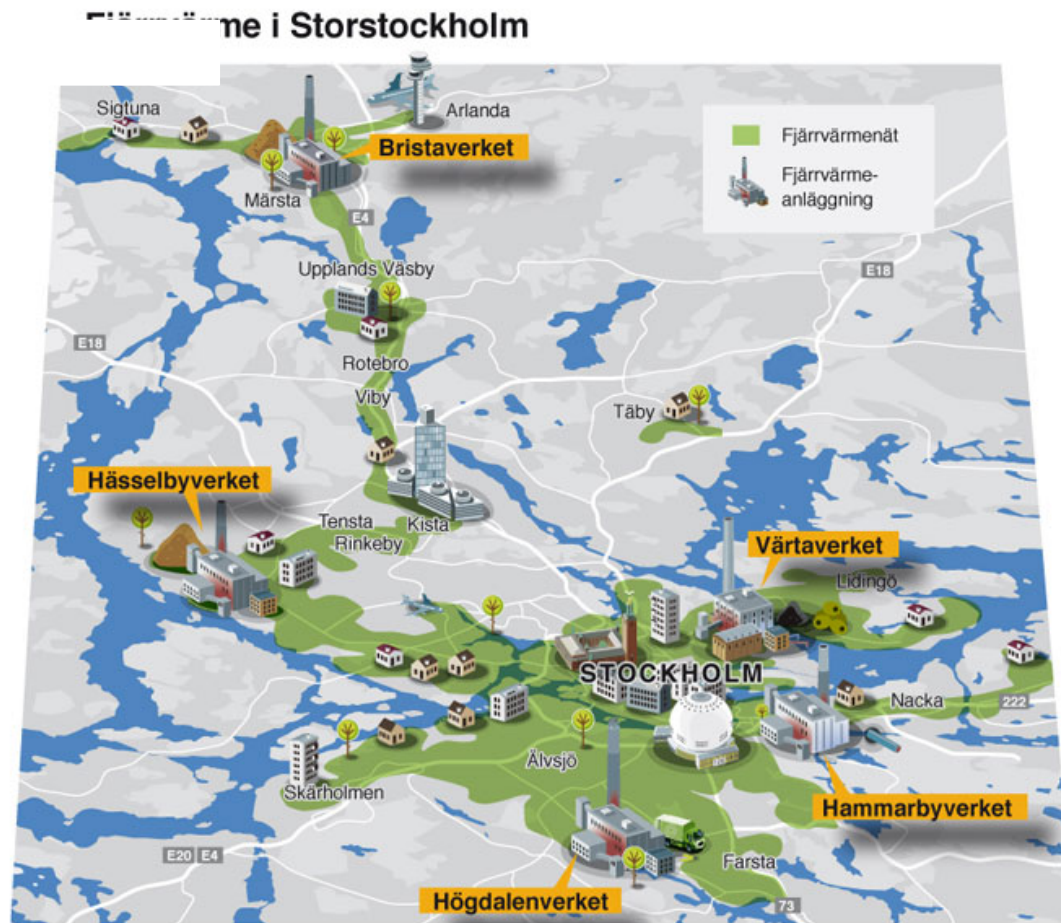 i Storstockholm
Sigtuna
Arlanda
Bristaverket
Fjärrvärmenät
Fjärrvärme-
anläggning
Märsta
E4
Upplands Väsby
E18
E18
Rotebro
Viby
Täby
Hässelbyverket
Tensta
Kista
Rinkeby
Värtaverket
Lidingö
STOCKHOLM
Nacka
222
Älvsjö
Skärholmen
Hammarbyverket
E20 E4
Farsta
Högdalenverket
73